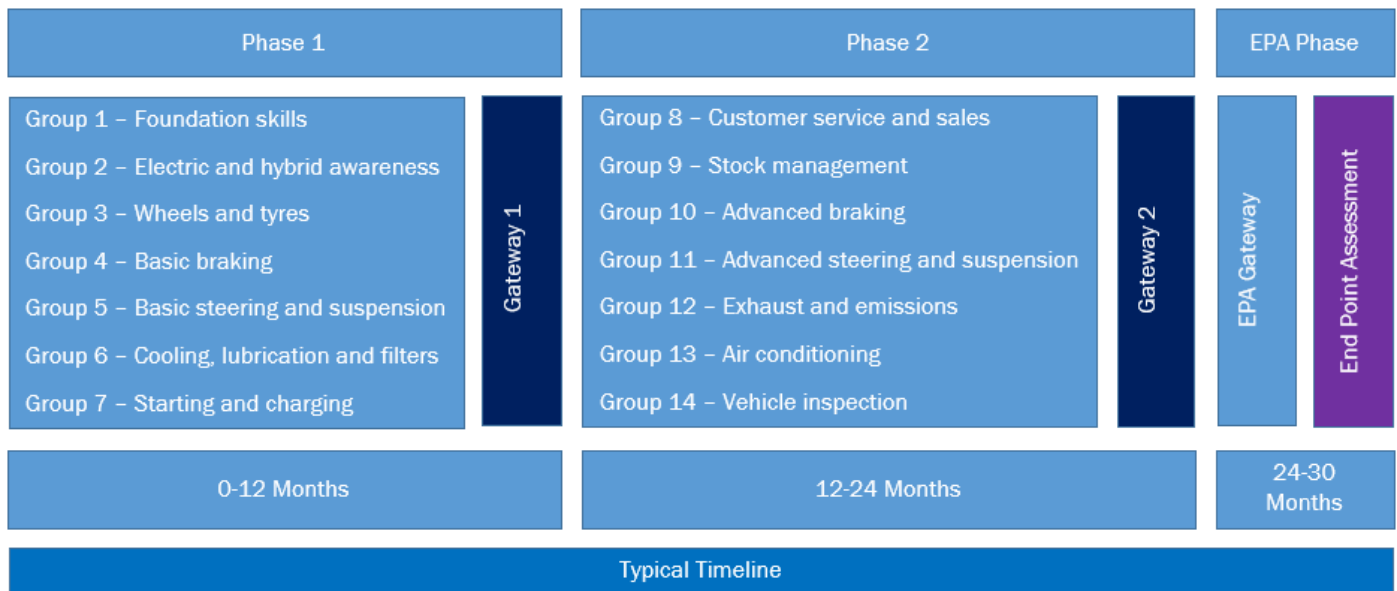 Phase 1
Phase 2
EPA Phase
Group 1 – Foundation skills
Group 2 – Electric and hybrid awareness
Group 3 – Wheels and tyres
Group 4 – Basic braking
Group 5 – Basic steering and suspension
Group 6 – Cooling, lubrication and filters
Group 7 – Starting and charging
Gateway 1
Group 8 – Customer service and sales
Group 9 – Stock management
Group 10 – Advanced braking
Group 11 – Advanced steering and suspension
Group 12 – Exhaust and emissions
Group 13 – Air conditioning
Group 14 – Vehicle inspection
Gateway 2
EPA Gateway
End Point Assessment
0-12 Months
12-24 Months
24-30
Months
Typical Timeline